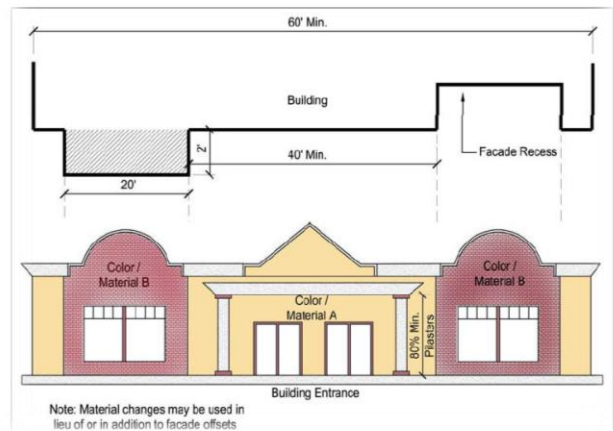 60' Min.
Building
2'
Facade Recess
40' Min.
20'
Color /
Material B
Color /
Material A
80% Min.
Pilasters
Color /
Material B
Building Entrance
Note: Material changes may be used in
lieu of or in addition to facade offsets